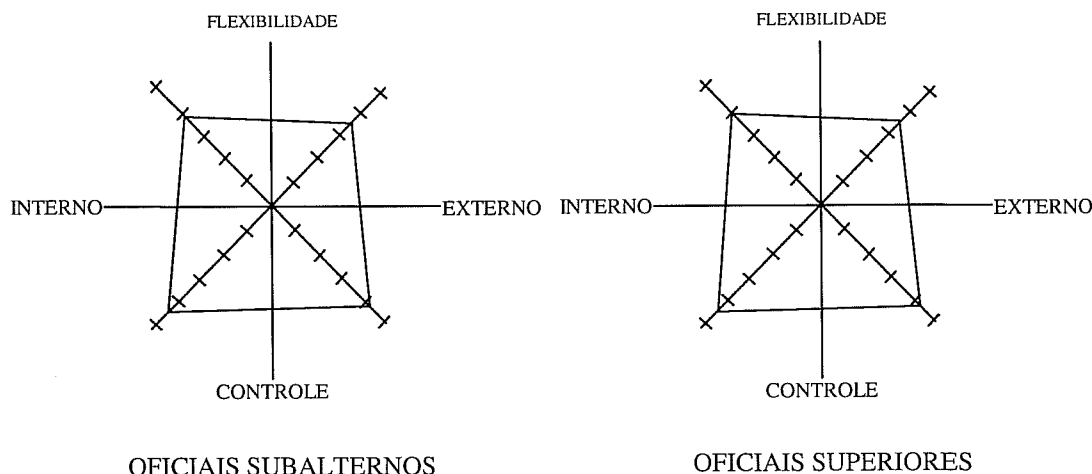 FLEXIBILIDADE
INTERNO
EXTERNO
CONTROLE
OFICIAIS SUBALTERNOS
FLEXIBILIDADE
INTERNO
EXTERNO
CONTROLE
OFICIAIS SUPERIORES